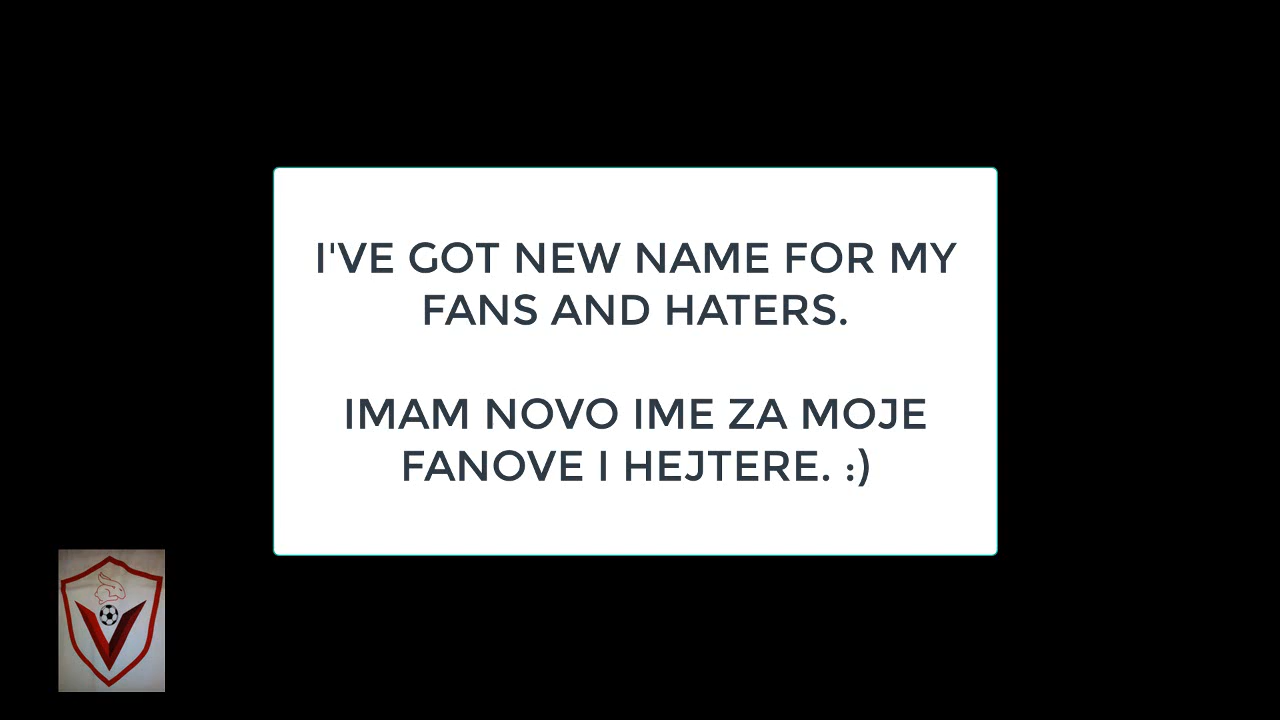 I'VE GOT NEW NAME FOR MY
FANS AND HATERS.
IMAM NOVO IME ZA MOJE
FANOVE I HEJTERE. :)
V